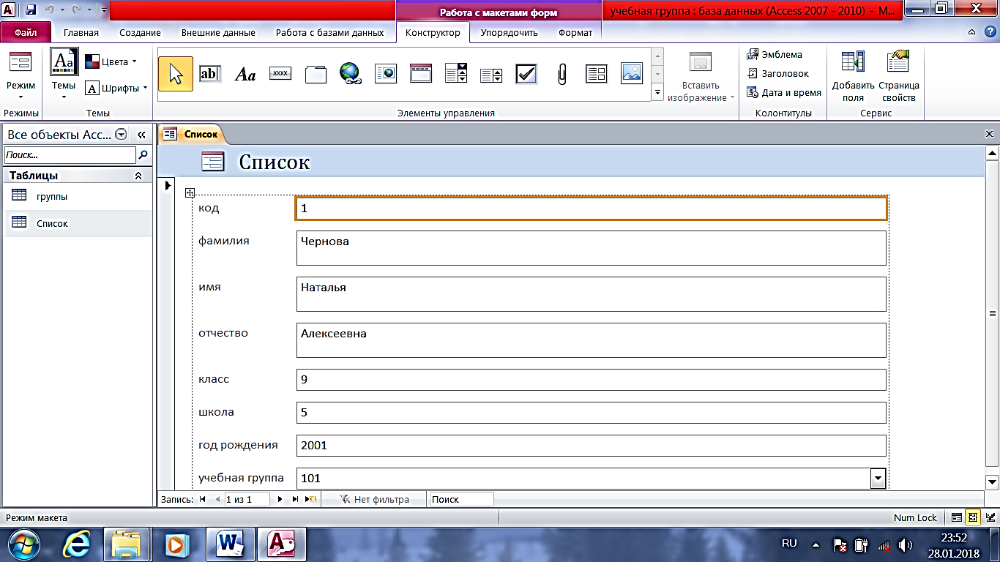 Работа с макетами форм
учебная группа : база данных (Access 2007 - 2010) - М...
Файл Главная Создание Внешние данные Работа с базами данных Конструктор Упорядочить Формат
Режим
Режимы
Aa
Темы
Цвета
A Шрифты
Темы
ab
Aa
xxxx
Элементы управления
Вставить
изображение
Эмблема
Заголовок
Дата и время
Колонтитулы
Добавить
поля
Страница
свойств
Сервис
Все объекты Acc...
Поиск...
Таблицы
группы
Список
Список
Список
код 1
фамилия Чернова
имя Наталья
отчество Алексеевна
класс 9
школа 5
год рождения 2001
учебная группа 101
Запись: 1 из 1 Нет фильтра Поиск
Режим макета Num Lock
RU
23:52
28.01.2018